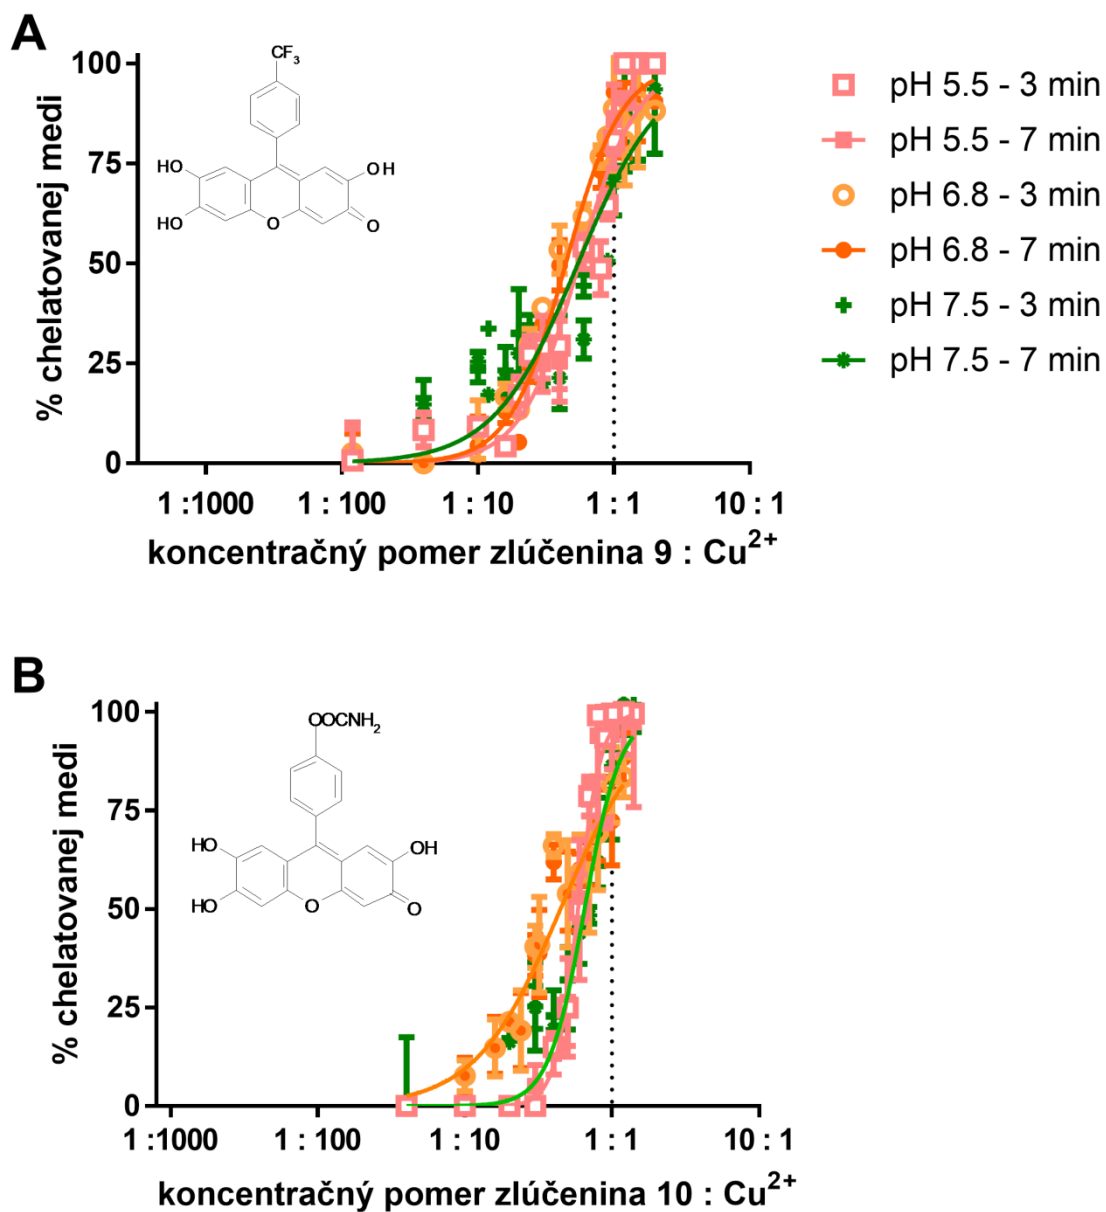 A
% chelatovanej medi
100
75
50
25
0
CF3
HO
OH
HO
O
O
1:1000 1:100 1:10 1:1 10:1
koncentračný pomer zlúčenina 9 : Cu2+
pH 5.5 - 3 min
pH 5.5 - 7 min
pH 6.8 - 3 min
pH 6.8 - 7 min
pH 7.5 - 3 min
pH 7.5 - 7 min
B
% chelatovanej medi
100
75
50
25
0
OOCNH2
HO
OH
HO
O
O
1:1000 1:100 1:10 1:1 10:1
koncentračný pomer zlúčenina 10 : Cu2+